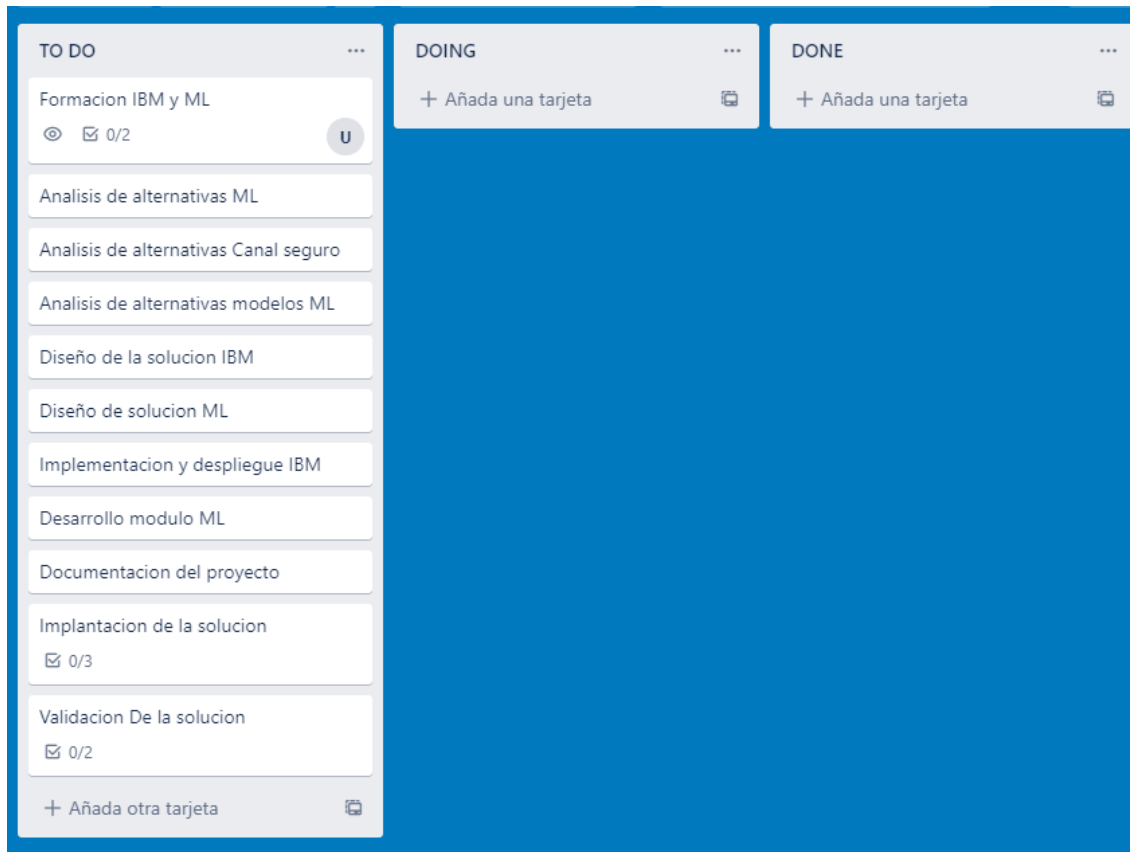 TO DO
Formacion IBM y ML
0/2
U
Analisis de alternativas ML
Analisis de alternativas Canal seguro
Analisis de alternativas modelos ML
Diseño de la solucion IBM
Diseño de solucion ML
Implementacion y despliegue IBM
Desarrollo modulo ML
Documentacion del proyecto
Implantacion de la solucion
0/3
Validacion De la solucion
0/2
+ Añada otra tarjeta
DOING
+ Añada una tarjeta
DONE
+ Añada una tarjeta